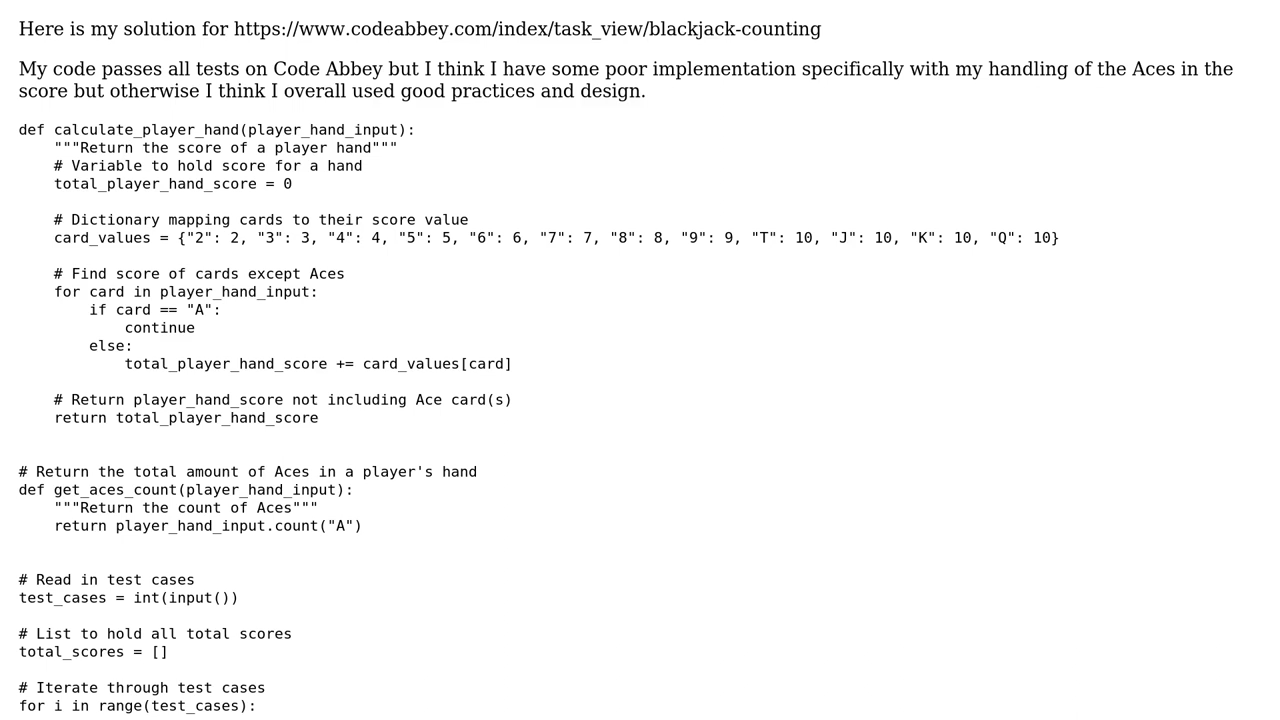 Here is my solution for https://www.codeabbey.com/index/task_view/blackjack-counting
My code passes all tests on Code Abbey but I think I have some poor implementation specifically with my handling of the Aces in the
score but otherwise I think I overall used good practices and design.
def calculate_player_hand(player_hand_input):
    """Return the score of a player hand"""
    # Variable to hold score for a hand
    total_player_hand_score = 0
    # Dictionary mapping cards to their score value
    card_values = {"2": 2, "3": 3, "4": 4, "5": 5, "6": 6, "7": 7, "8": 8, "9": 9, "T": 10, "J": 10, "K": 10, "Q": 10}
    # Find score of cards except Aces
    for card in player_hand_input:
        if card == "A":
            continue
        else:
            total_player_hand_score += card_values[card]
    # Return player_hand_score not including Ace card(s)
    return total_player_hand_score
# Return the total amount of Aces in a player's hand
def get_aces_count(player_hand_input):
    """Return the count of Aces"""
    return player_hand_input.count("A")
# Read in test cases
test_cases = int(input())
# List to hold all total scores
total_scores = []
# Iterate through test cases
for i in range(test_cases):